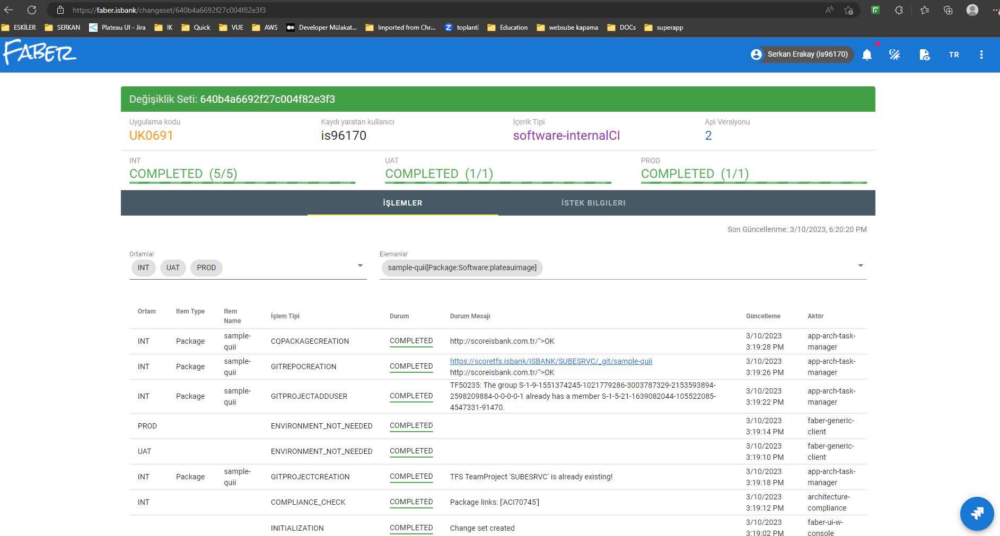 https://faber.isbank/changeset/640b4a6692f27c004f82e3f3
ESKİLER SERKAN Plateau UI - Jira IK Quick VUE AWS Developer Mülakat... Imported from Chr... toplanti Education websube kapama DOCs superapp
FABER Serkan Erakay (is96170) TR
Değişiklik Seti: 640b4a6692f27c004f82e3f3
Uygulama kodu Kaydı yaratan kullanıcı İçerik Tipi Api Versiyonu
UK0691 is96170 software-internalCI 2
INT UAT PROD
COMPLETED (5/5) COMPLETED (1/1) COMPLETED (1/1)
İŞLEMLER İSTEK BILGILERI
Son Güncellenme: 3/10/2023, 6:20:20 PM
Ortamlar Elemanlar
INT UAT PROD sample-quii[Package:Software:plateauimage]
Ortam Item Type Item Name İşlem Tipi Durum Durum Mesajı Güncelleme Aktör
INT Package sample-quii CQPACKAGECREATION COMPLETED http://scoreisbank.com.tr/">OK 3/10/2023 3:19:28 PM app-arch-task-manager
INT Package sample-quii GITREPOCREATION COMPLETED https://scoretfs.isbank/ISBANK/SUBESRVC/_git/sample-quii
http://scoreisbank.com.tr/">OK 3/10/2023 3:19:26 PM app-arch-task-manager
INT Package sample-quii GITPROJECTADDUSER COMPLETED TF50235: The group S-1-9-1551374245-1021779286-3003787329-2153593894-
2598209884-0-0-0-0-1 already has a member S-1-5-21-1639082044-105522085-
4547331-91470. 3/10/2023 3:19:22 PM app-arch-task-manager
PROD ENVIRONMENT_NOT_NEEDED COMPLETED 3/10/2023 3:19:14 PM faber-generic-client
UAT ENVIRONMENT_NOT_NEEDED COMPLETED 3/10/2023 3:19:10 PM faber-generic-client
INT Package sample-quii GITPROJECTCREATION COMPLETED TFS TeamProject 'SUBESRVC' is already existing! 3/10/2023 3:19:18 PM app-arch-task-manager
INT COMPLIANCE_CHECK COMPLETED Package links: ['ACI70745'] 3/10/2023 3:19:12 PM architecture-compliance
INITIALIZATION COMPLETED Change set created 3/10/2023 3:19:02 PM faber-ui-w-console